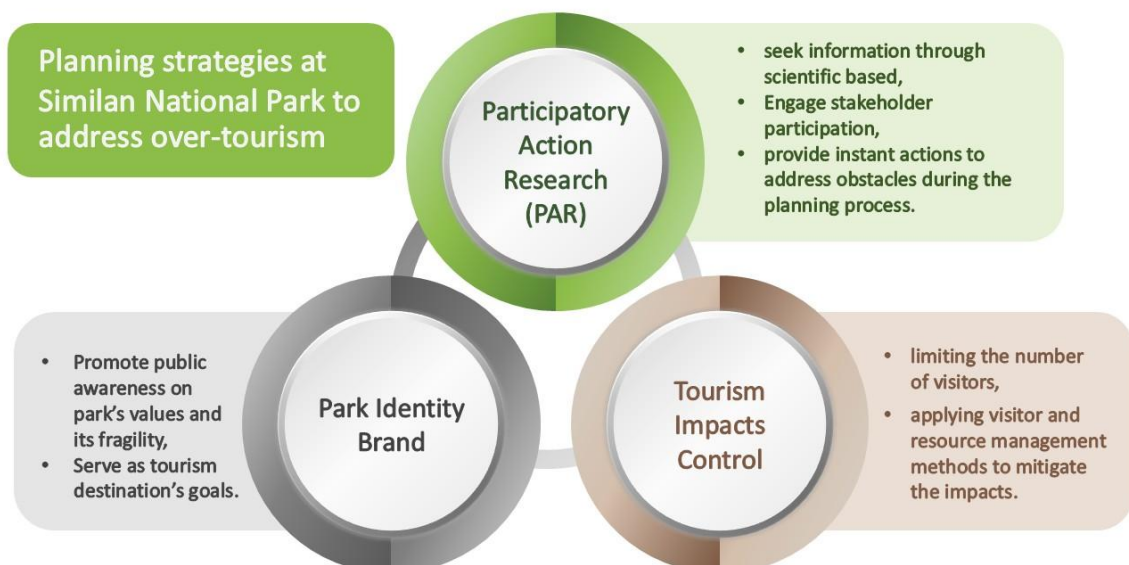 Planning strategies at
Similan National Park to
address over-tourism
Participatory
Action
Research
(PAR)
• seek information through
scientific based,
• Engage stakeholder
participation,
• provide instant actions to
address obstacles during the
planning process.
• Promote public
awareness on
park's values and
its fragility,
• Serve as tourism
destination's goals.
Park Identity
Brand
Tourism
Impacts
Control
• limiting the number
of visitors,
• applying visitor and
resource management
methods to mitigate
the impacts.